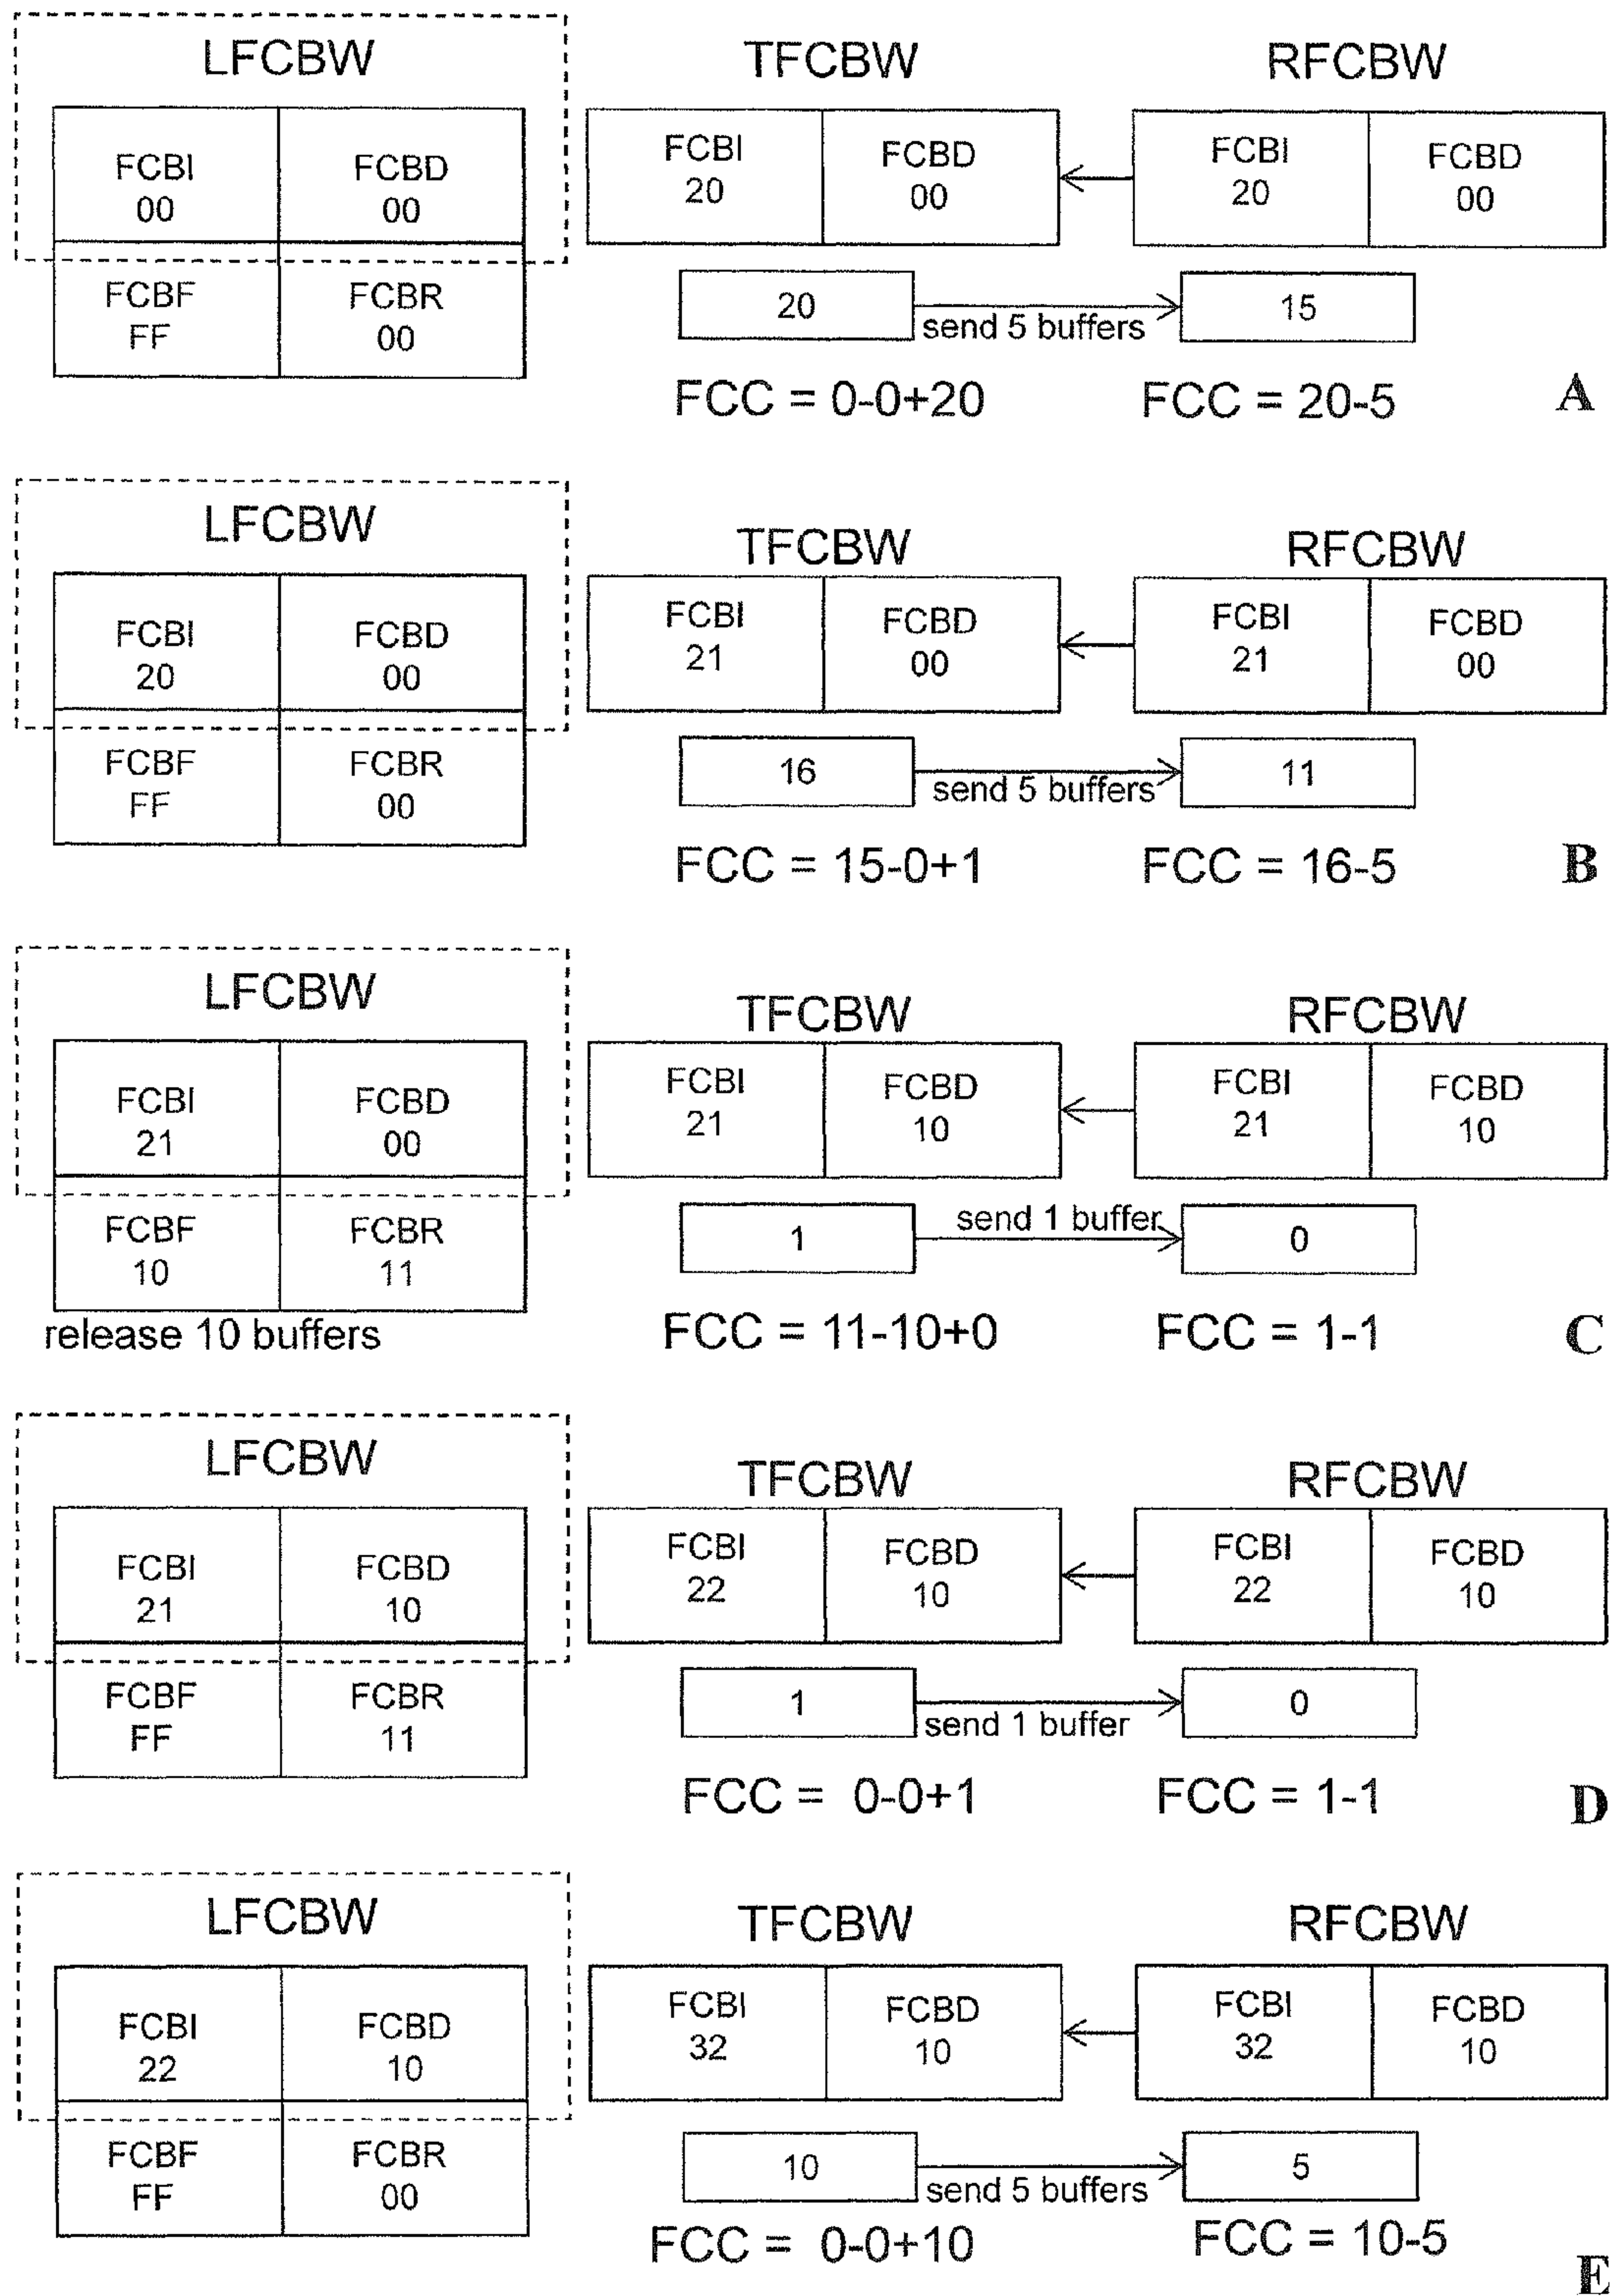 LFCBW
TFCBW
RFCBW
FCBI
00
FCBD
00
FCBI
20
FCBD
00
FCBI
20
FCBD
00
FCBF
FF
FCBR
00
20
send 5 buffers
15
FCC = 0-0+20
FCC = 20-5
A
LFCBW
TFCBW
RFCBW
FCBI
20
FCBD
00
FCBI
21
FCBD
00
FCBI
21
FCBD
00
FCBF
FF
FCBR
00
16
send 5 buffers
11
FCC = 15-0+1
FCC = 16-5
B
LFCBW
TFCBW
RFCBW
FCBI
21
FCBD
00
FCBI
21
FCBD
10
FCBI
21
FCBD
10
FCBF
10
FCBR
11
1
send 1 buffer
0
release 10 buffers
FCC = 11-10+0
FCC = 1-1
C
LFCBW
TFCBW
RFCBW
FCBI
21
FCBD
10
FCBI
22
FCBD
10
FCBI
22
FCBD
10
FCBF
FF
FCBR
11
1
send 1 buffer
0
FCC = 0-0+1
FCC = 1-1
D
LFCBW
TFCBW
RFCBW
FCBI
22
FCBD
10
FCBI
32
FCBD
10
FCBI
32
FCBD
10
FCBF
FF
FCBR
00
10
send 5 buffers
5
FCC = 0-0+10
FCC = 10-5
E